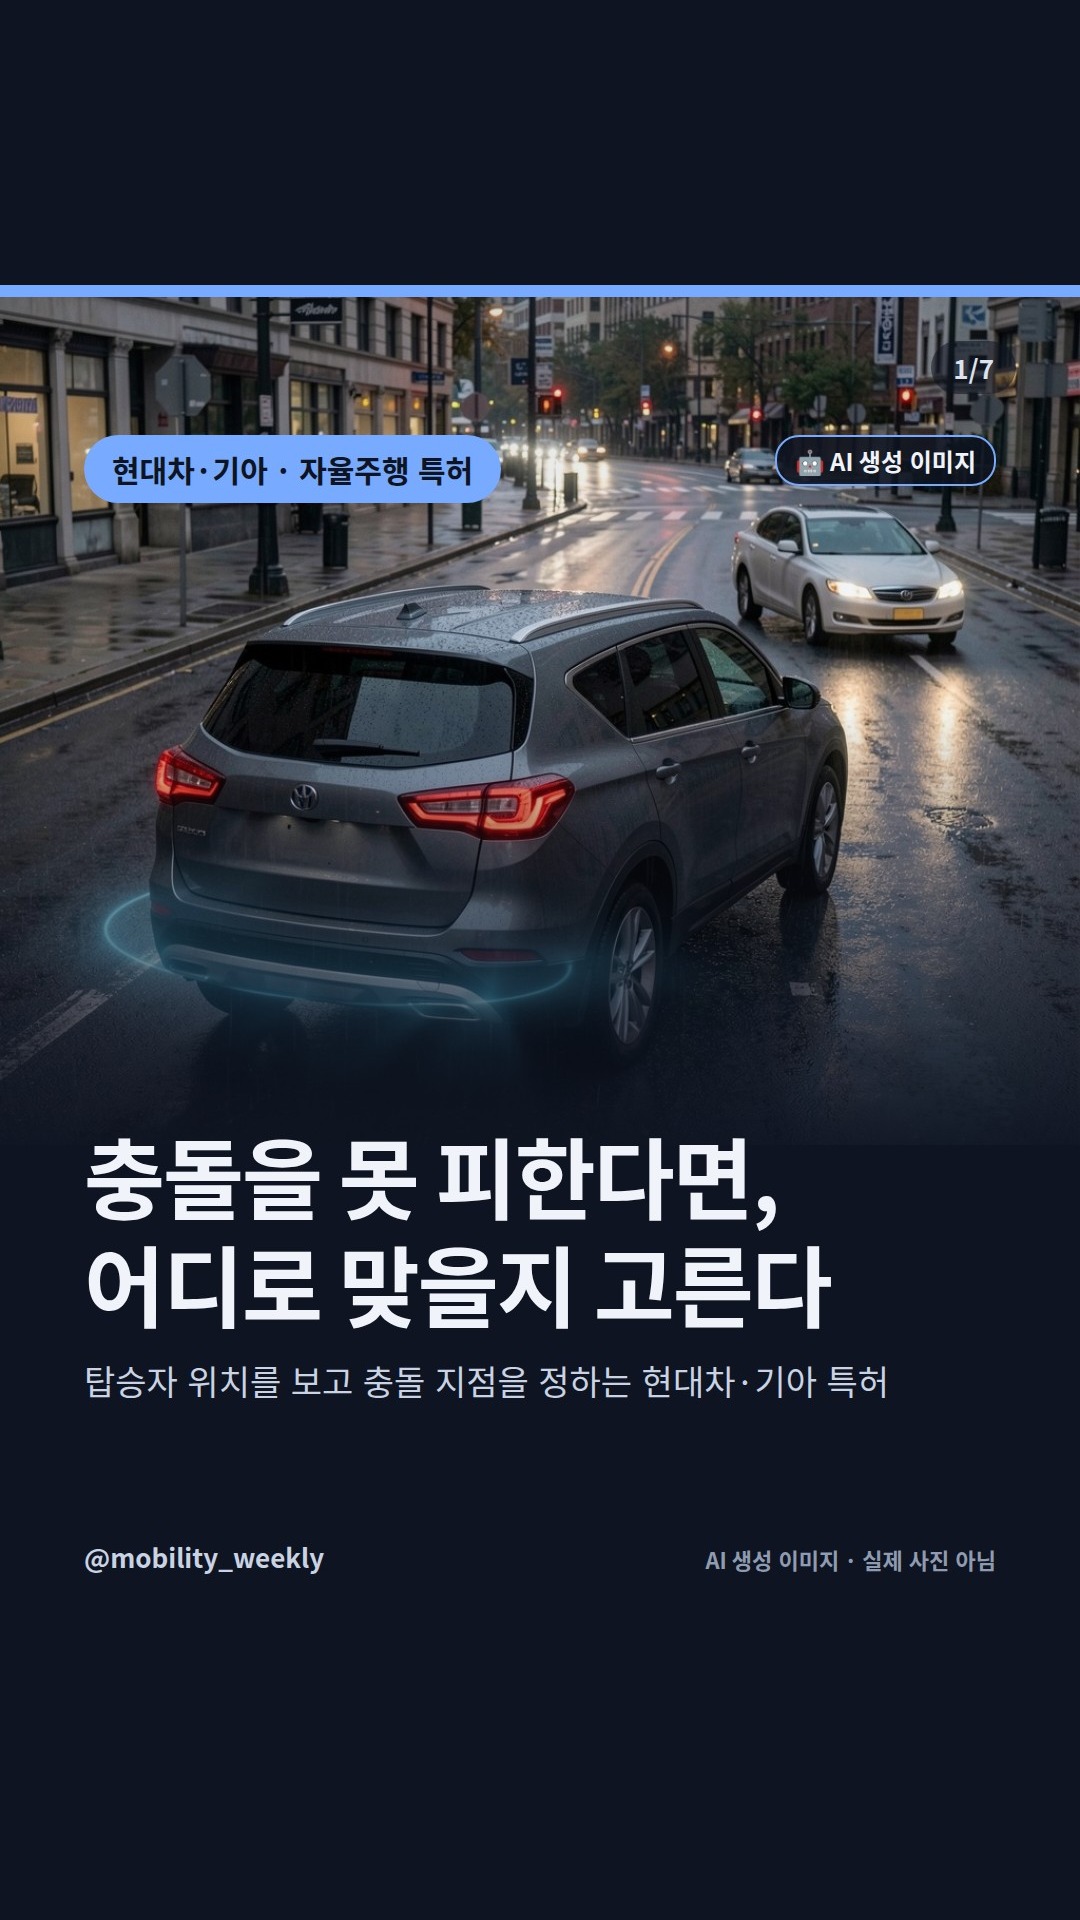 1/7
현대차·기아 · 자율주행 특허
🤖 AI 생성 이미지
충돌을 못 피한다면,
어디로 맞을지 고른다
탑승자 위치를 보고 충돌 지점을 정하는 현대차·기아 특허
@mobility_weekly
AI 생성 이미지 · 실제 사진 아님